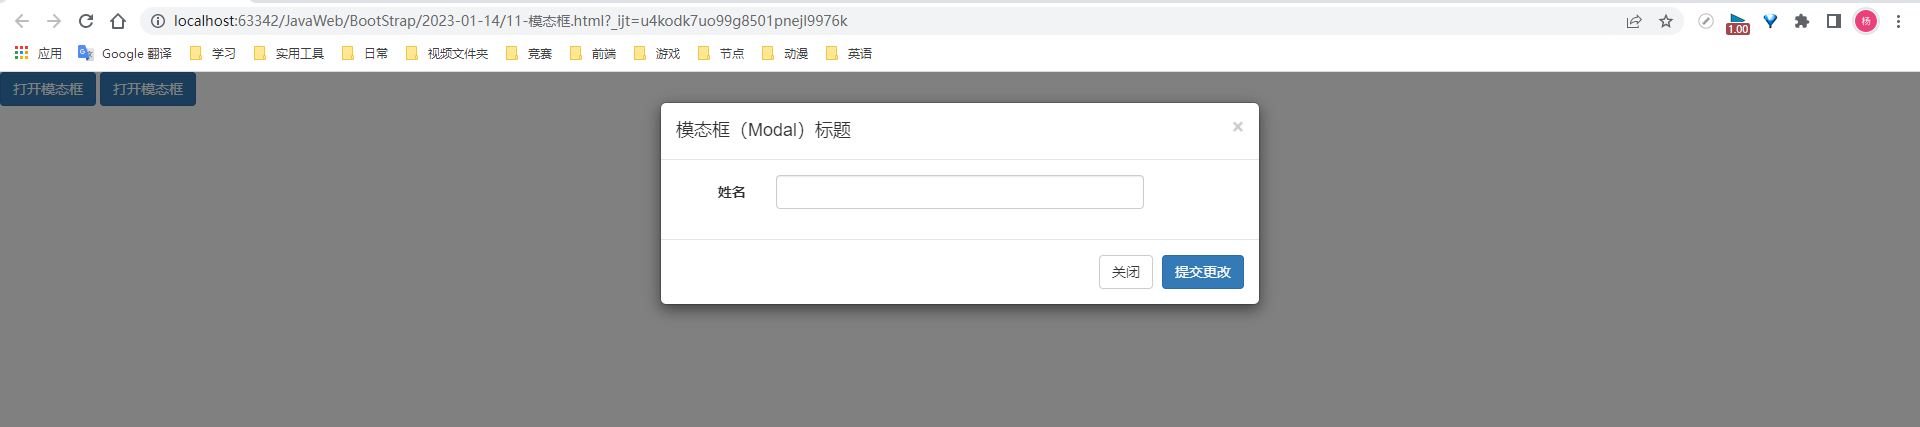 localhost:63342/JavaWeb/BootStrap/2023-01-14/11-模态框.html?_ijt=u4kodk7uo99g8501pnejl9976k
1.00
杨
应用 Google 翻译 学习 实用工具 日常 视频文件夹 竞赛 前端 游戏 节点 动漫 英语
打开模态框 打开模态框
模态框（Modal）标题 ×
姓名
关闭 提交更改